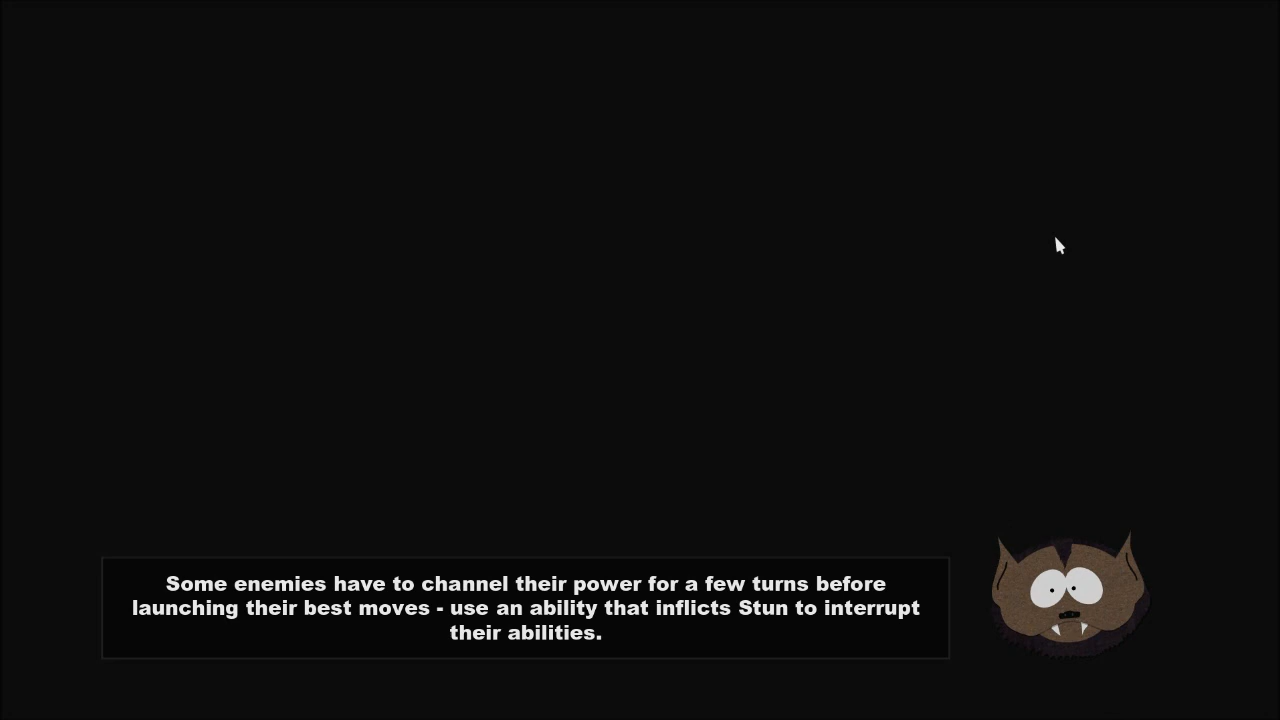 Some enemies have to channel their power for a few turns before
launching their best moves - use an ability that inflicts Stun to interrupt
their abilities.